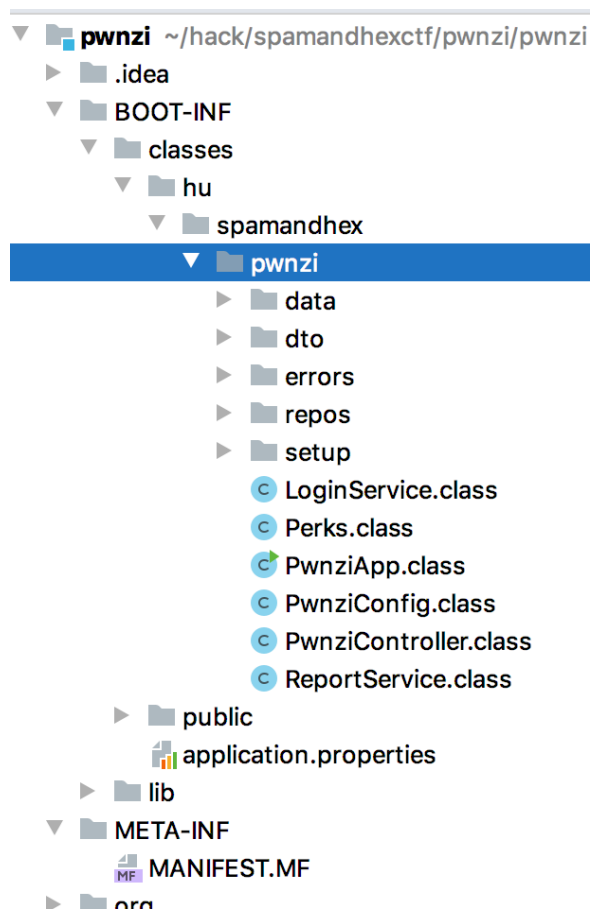 pwnzi ~/hack/spamandhexctf/pwnzi/pwnzi
.idea
BOOT-INF
classes
hu
spamandhex
pwnzi
data
dto
errors
repos
setup
C LoginService.class
C Perks.class
C PwnziApp.class
C PwnziConfig.class
C PwnziController.class
C ReportService.class
public
application.properties
lib
META-INF
MF MANIFEST.MF
org